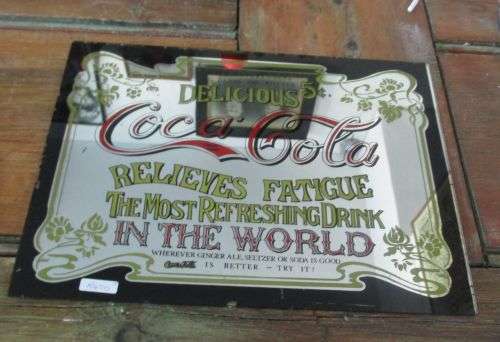 DELICIOUS 5¢.
Coca-Cola
RELIEVES FATIGUE
THE MOST REFRESHING DRINK
IN THE WORLD
WHEREVER GINGER ALE, SELTZER OR SODA IS GOOD
Coca-Cola IS BETTER - TRY IT!